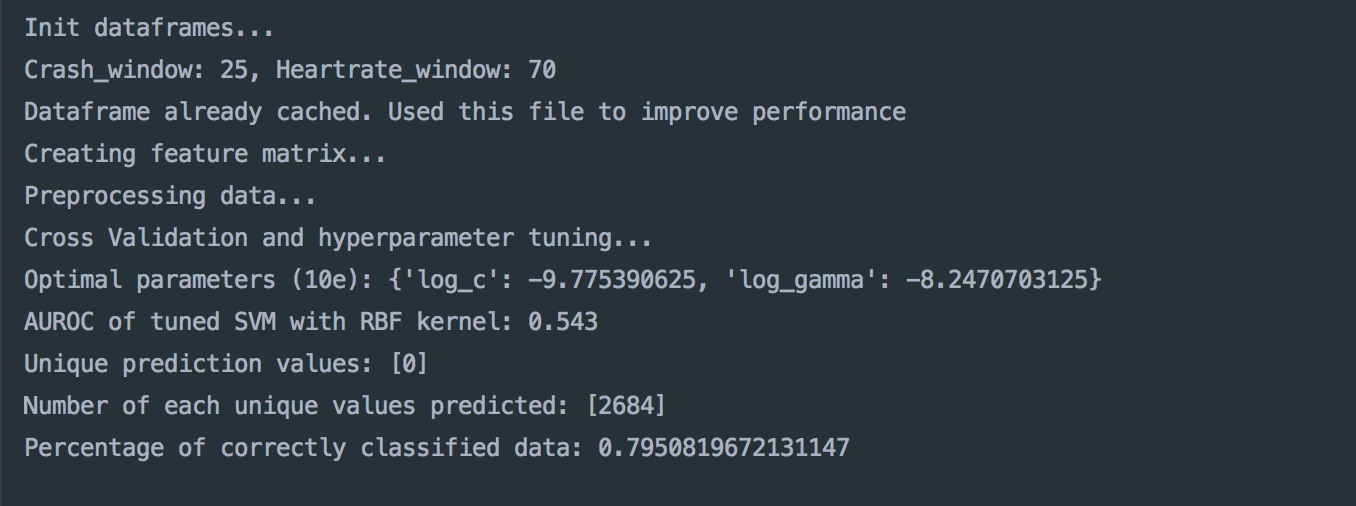 Init dataframes...
Crash_window: 25, Heartrate_window: 70
Dataframe already cached. Used this file to improve performance
Creating feature matrix...
Preprocessing data...
Cross Validation and hyperparameter tuning...
Optimal parameters (10e): {'log_c': -9.775390625, 'log_gamma': -8.2470703125}
AUROC of tuned SVM with RBF kernel: 0.543
Unique prediction values: [0]
Number of each unique values predicted: [2684]
Percentage of correctly classified data: 0.7950819672131147